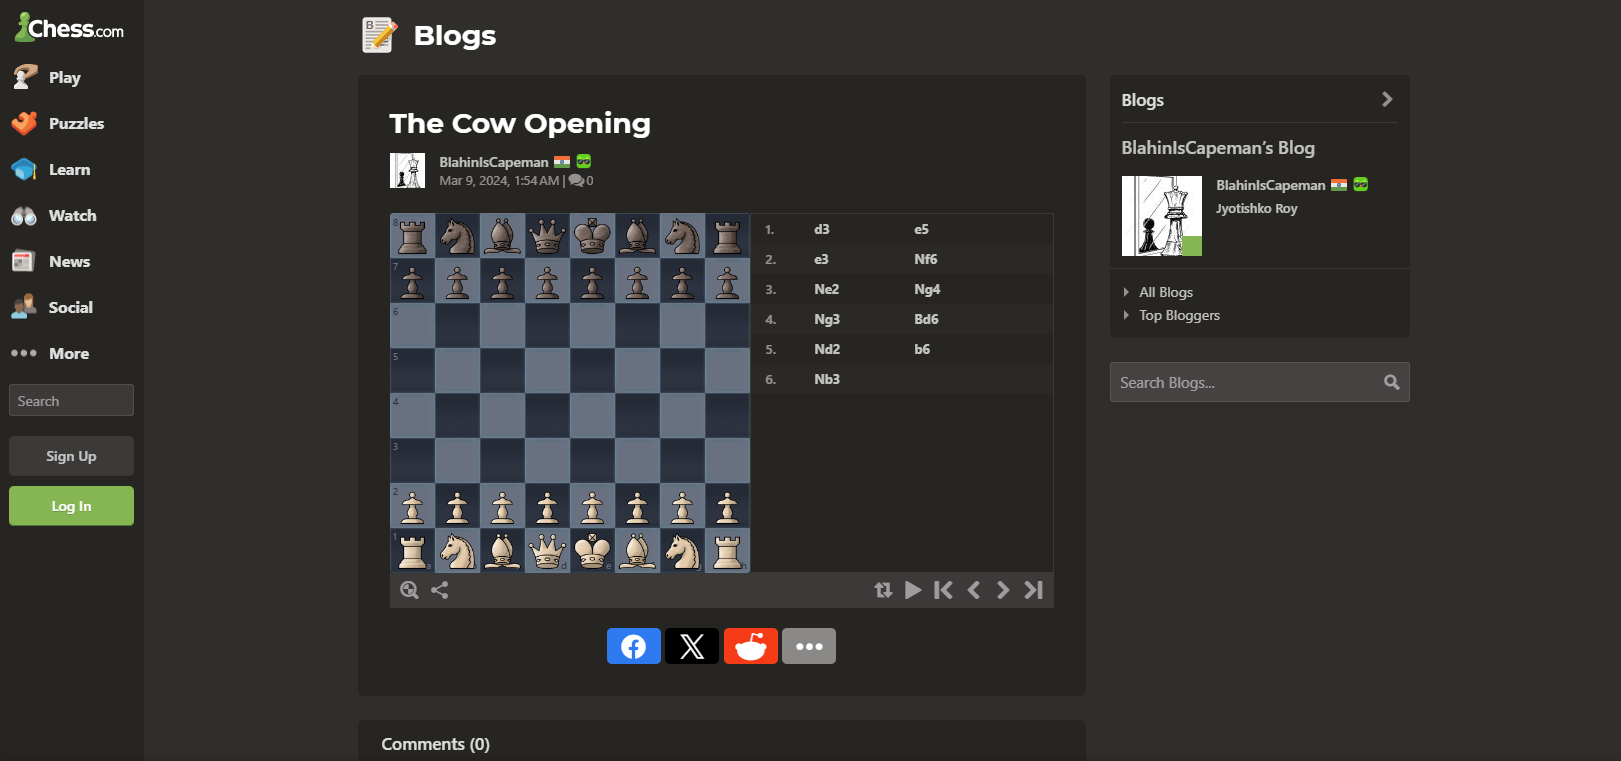 Chess.com
Play
Puzzles
Learn
Watch
News
Social
More
Search
Sign Up
Log In
Blogs
The Cow Opening
BlahinIsCapeman
Mar 9, 2024, 1:54 AM | 0
8
7
6
5
4
3
2
1
a
d
e
h
1. d3 e5
2. e3 Nf6
3. Ne2 Ng4
4. Ng3 Bd6
5. Nd2 b6
6. Nb3
Comments (0)
Blogs
BlahinIsCapeman's Blog
BlahinIsCapeman
Jyotishko Roy
All Blogs
Top Bloggers
Search Blogs...